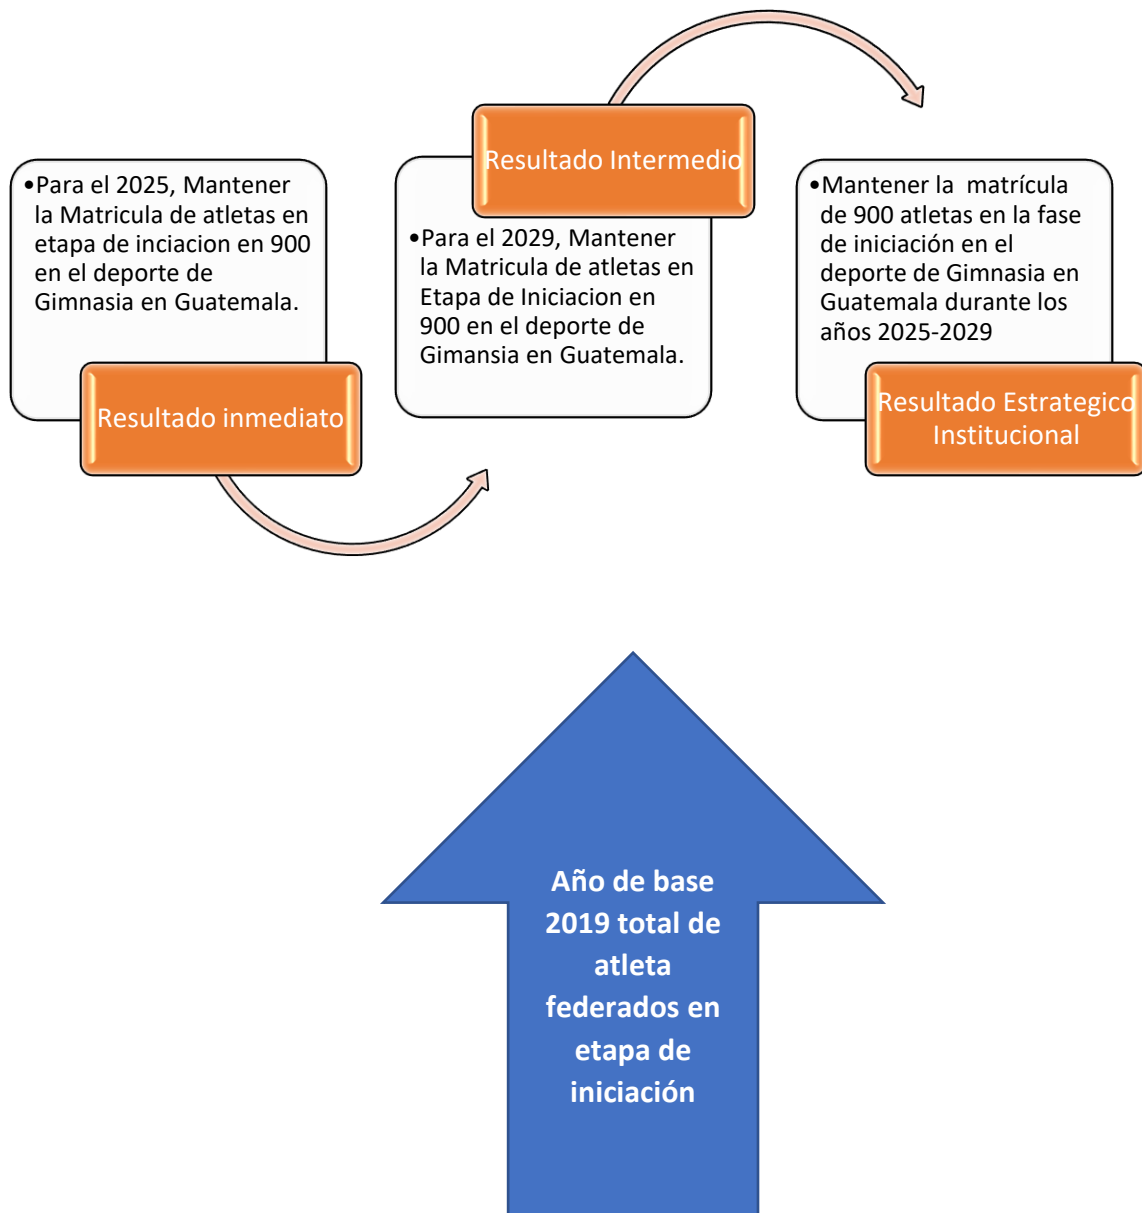 •Para el 2025, Mantener
la Matricula de atletas en
etapa de inciacion en 900
en el deporte de
Gimnasia en Guatemala.
Resultado inmediato
Resultado Intermedio
•Para el 2029, Mantener
la Matricula de atletas en
Etapa de Iniciacion en
900 en el deporte de
Gimansia en Guatemala.
•Mantener la matrícula
de 900 atletas en la fase
de iniciación en el
deporte de Gimnasia en
Guatemala durante los
años 2025-2029
Resultado Estrategico
Institucional
Año de base
2019 total de
atleta
federados en
etapa de
iniciación